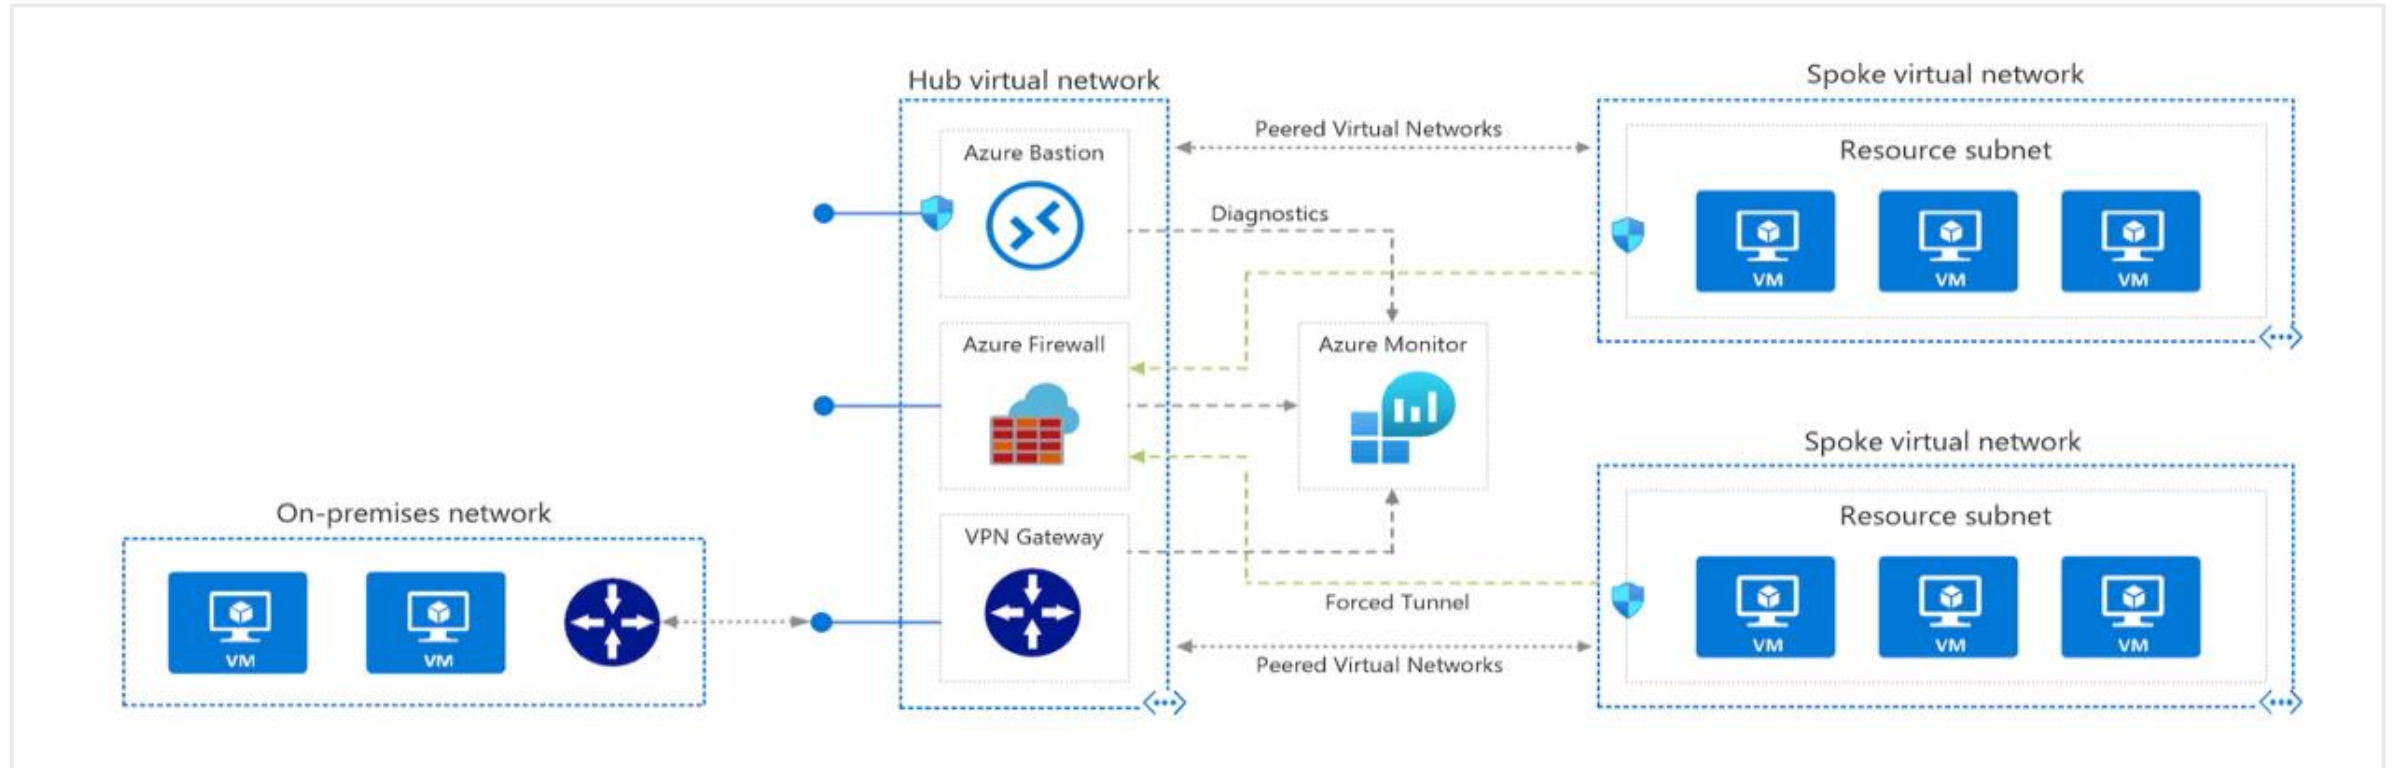 Hub virtual network
Azure Bastion
Azure Firewall
VPN Gateway
On-premises network
VM
VM
Peered Virtual Networks
Diagnostics
Azure Monitor
Forced Tunnel
Peered Virtual Networks
Spoke virtual network
Resource subnet
VM
VM
VM
Spoke virtual network
Resource subnet
VM
VM
VM